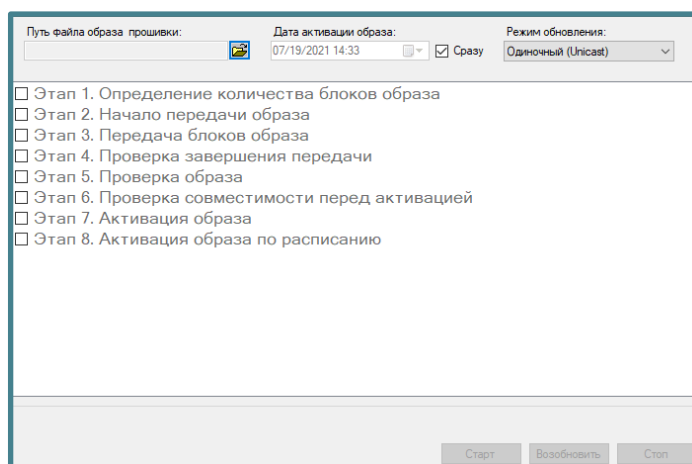 Путь файла образа прошивки: Дата активации образа: Режим обновления:
07/19/2021 14:33 Сразу Одиночный (Unicast)
Этап 1. Определение количества блоков образа
Этап 2. Начало передачи образа
Этап 3. Передача блоков образа
Этап 4. Проверка завершения передачи
Этап 5. Проверка образа
Этап 6. Проверка совместимости перед активацией
Этап 7. Активация образа
Этап 8. Активация образа по расписанию
Старт Возобновить Стоп